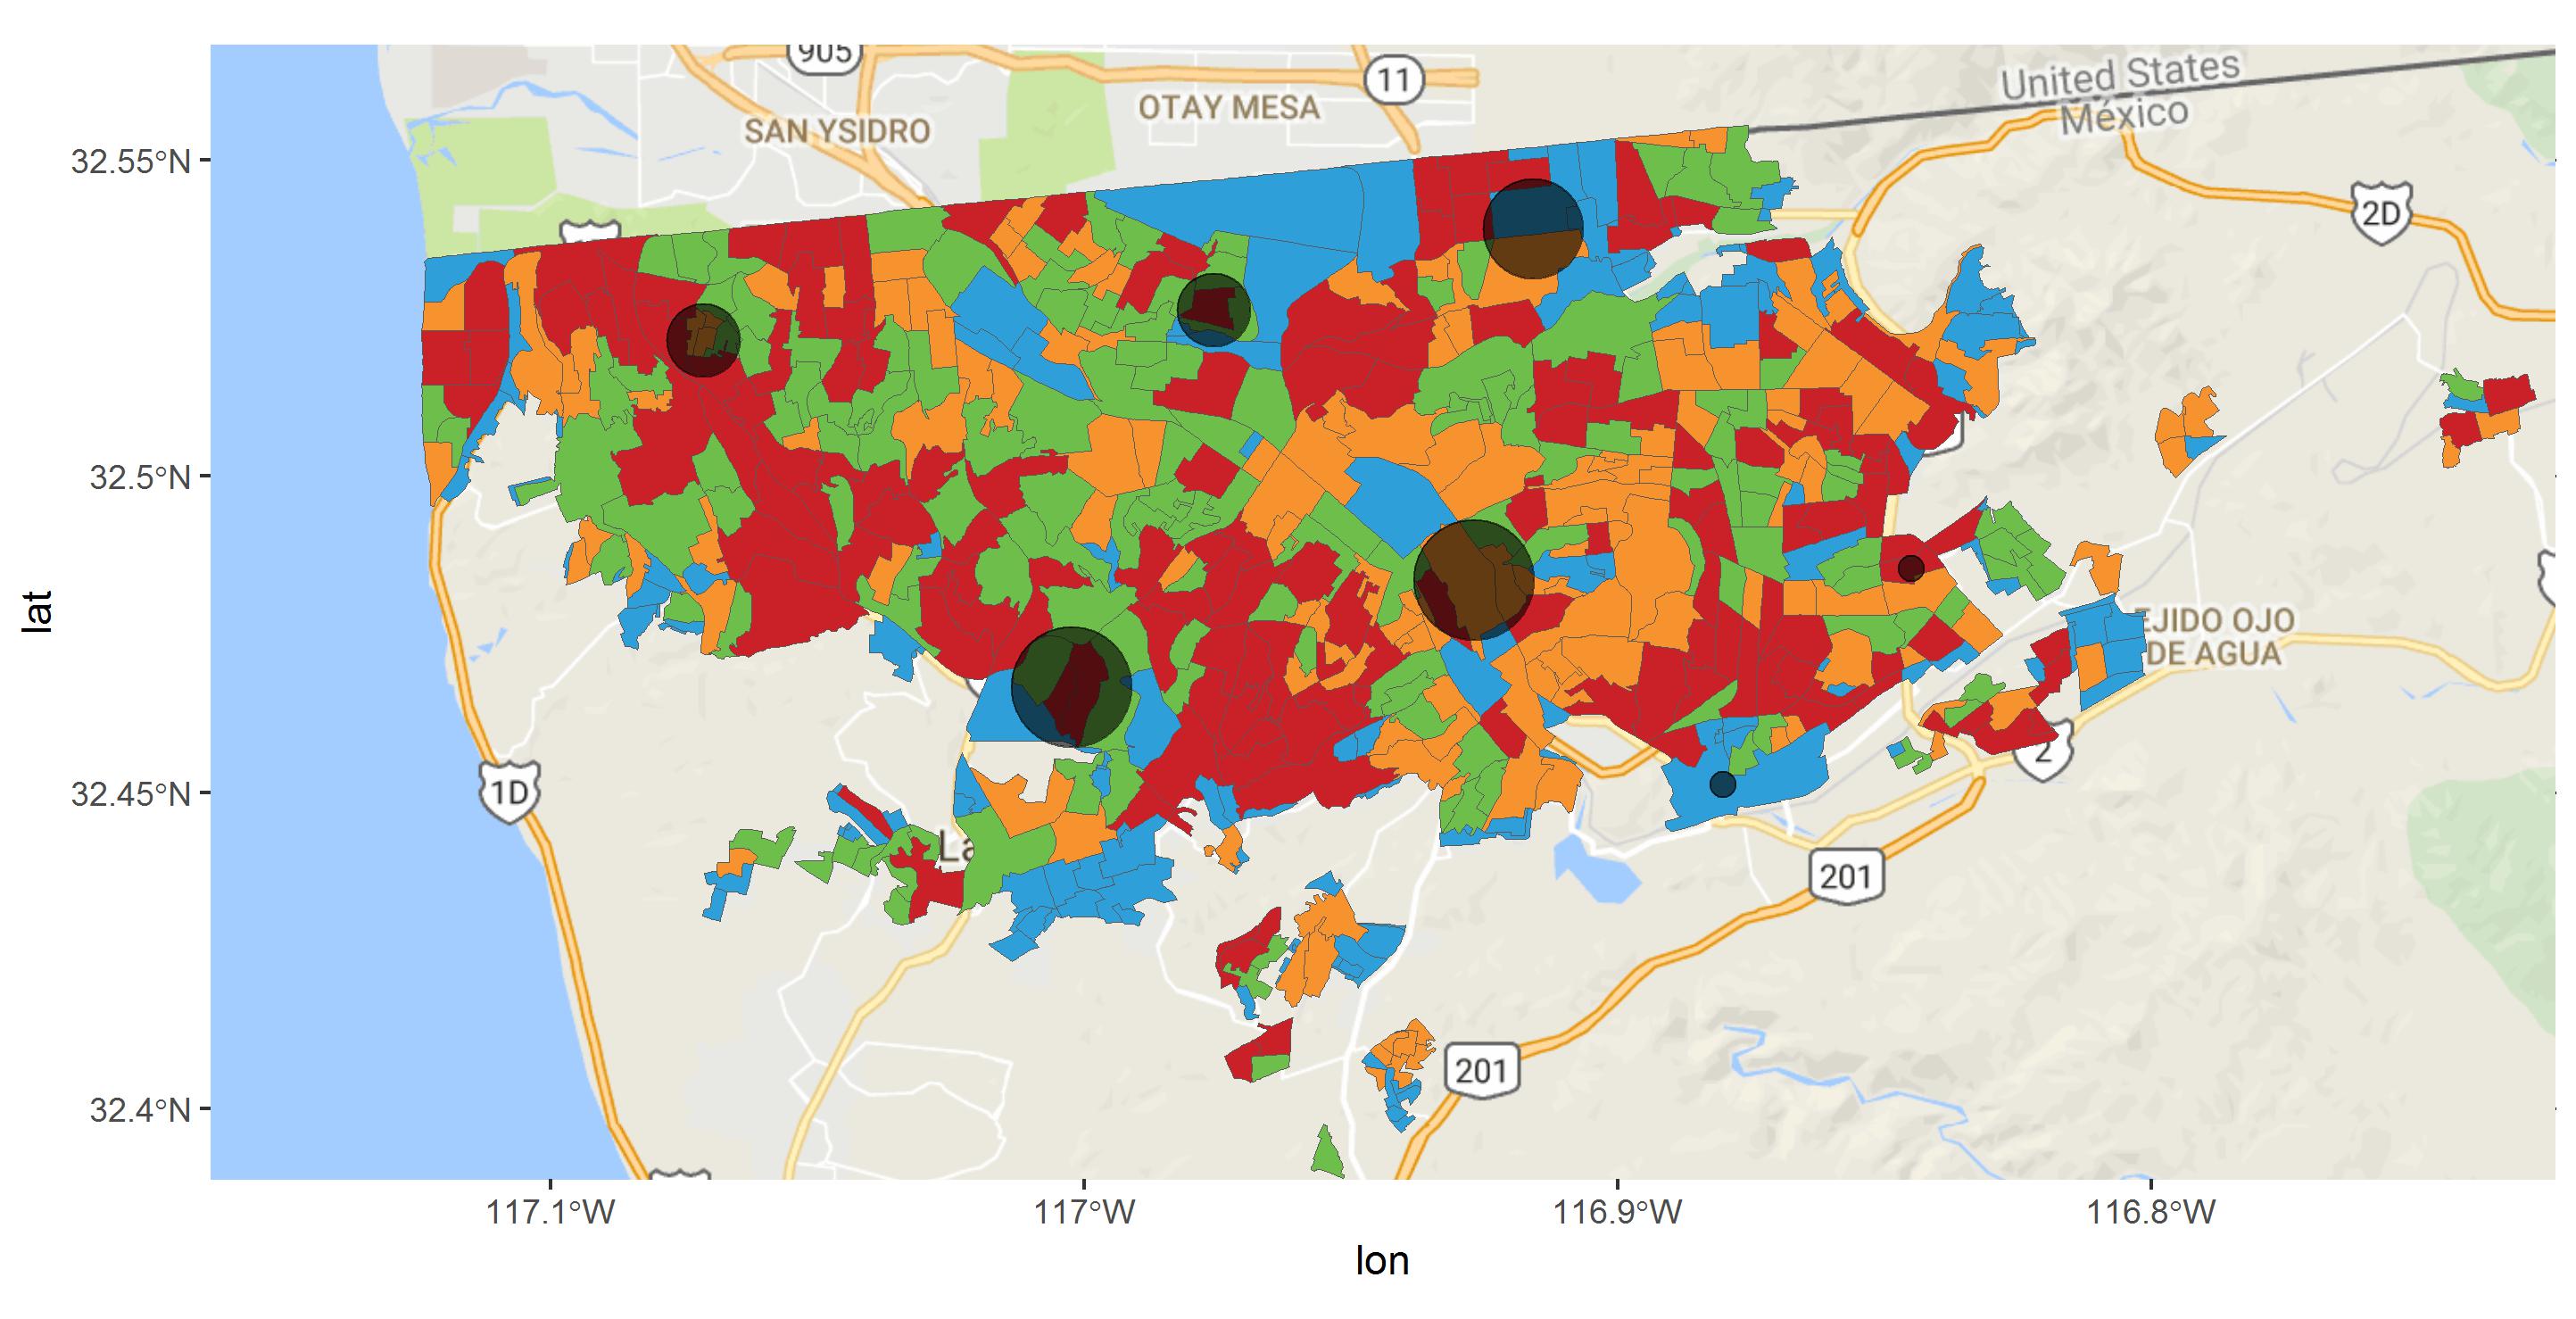 905
11
United States
México
OTAY MESA
SAN YSIDRO
32.55°N
2D
32.5°N
lat
EJIDO OJO
DE AGUA
2
1D
32.45°N
La
201
201
32.4°N
117.1°W
117°W
116.9°W
116.8°W
lon